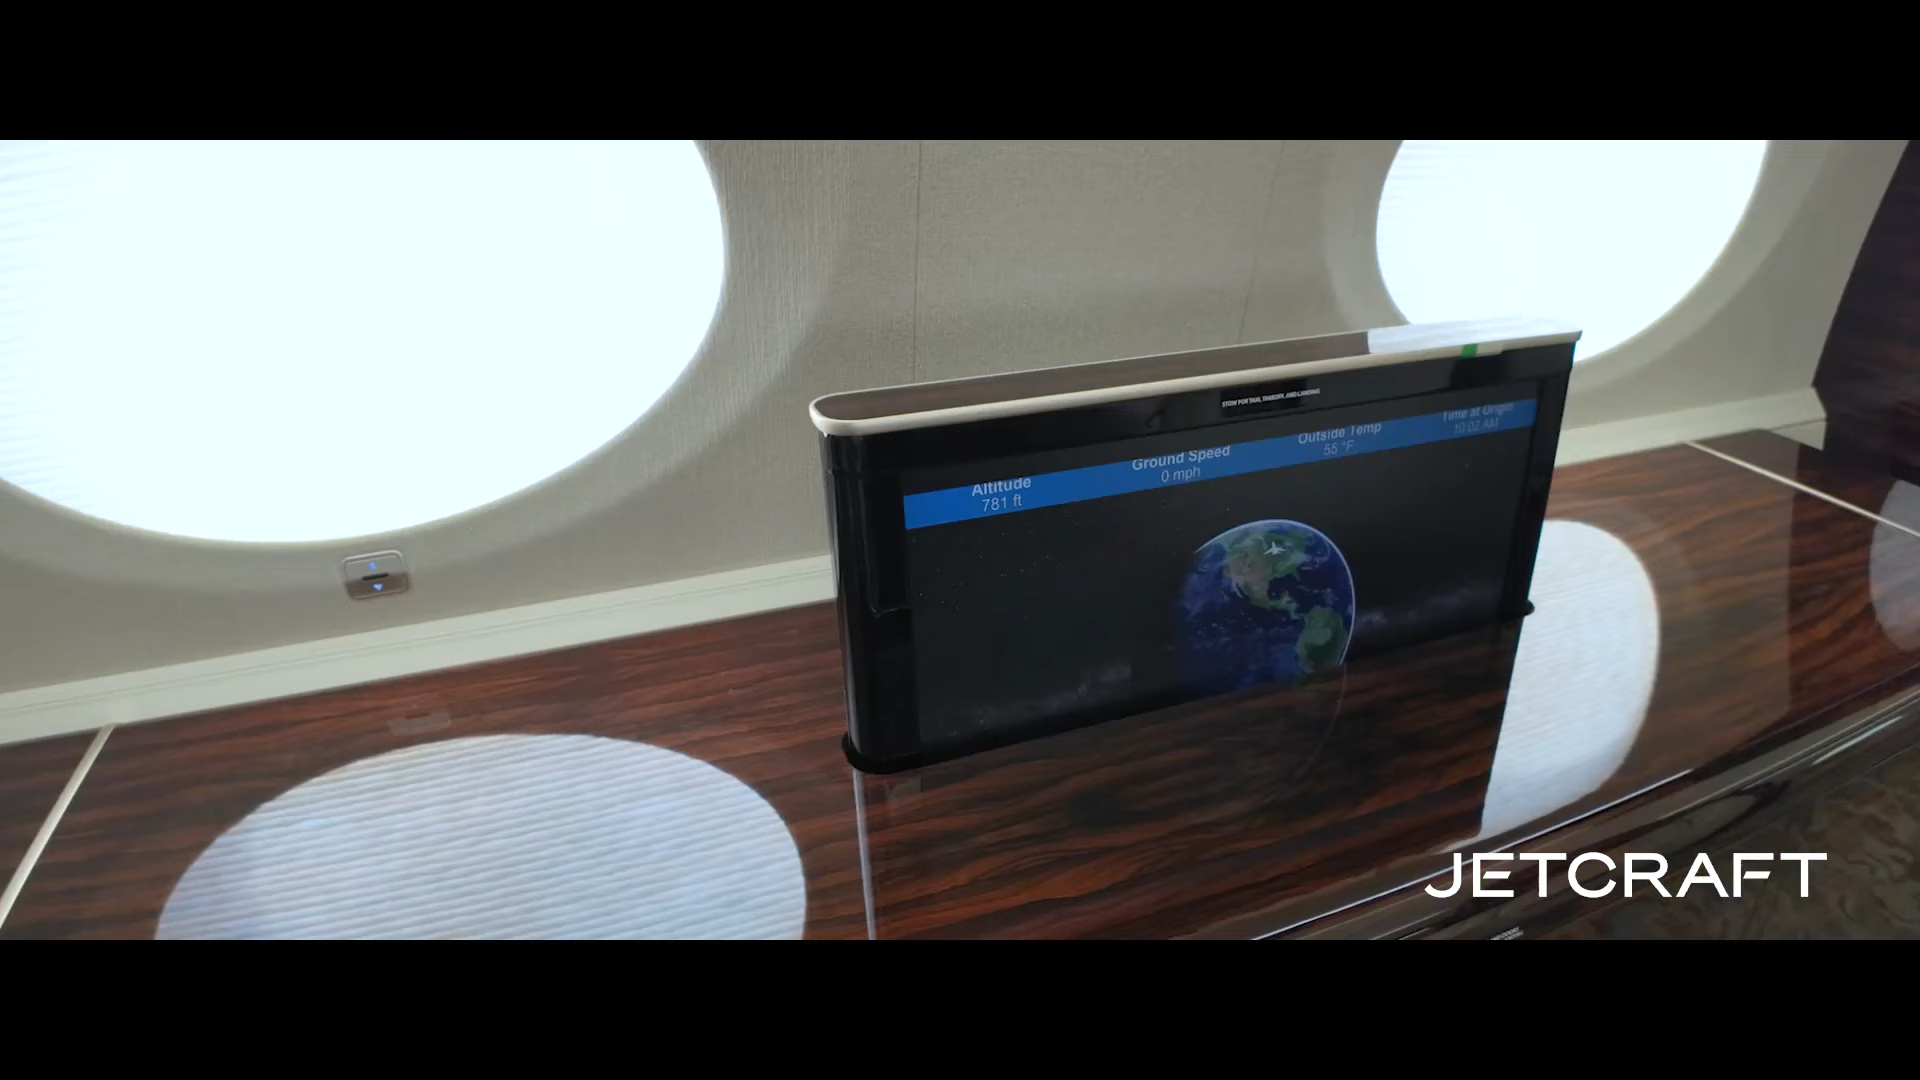 STOW FOR TAXI, TAKEOFF, AND LANDING
Altitude
781 ft
Ground Speed
0 mph
Outside Temp
55 °F
Time at Origin
10:02 AM
JETCRAFT